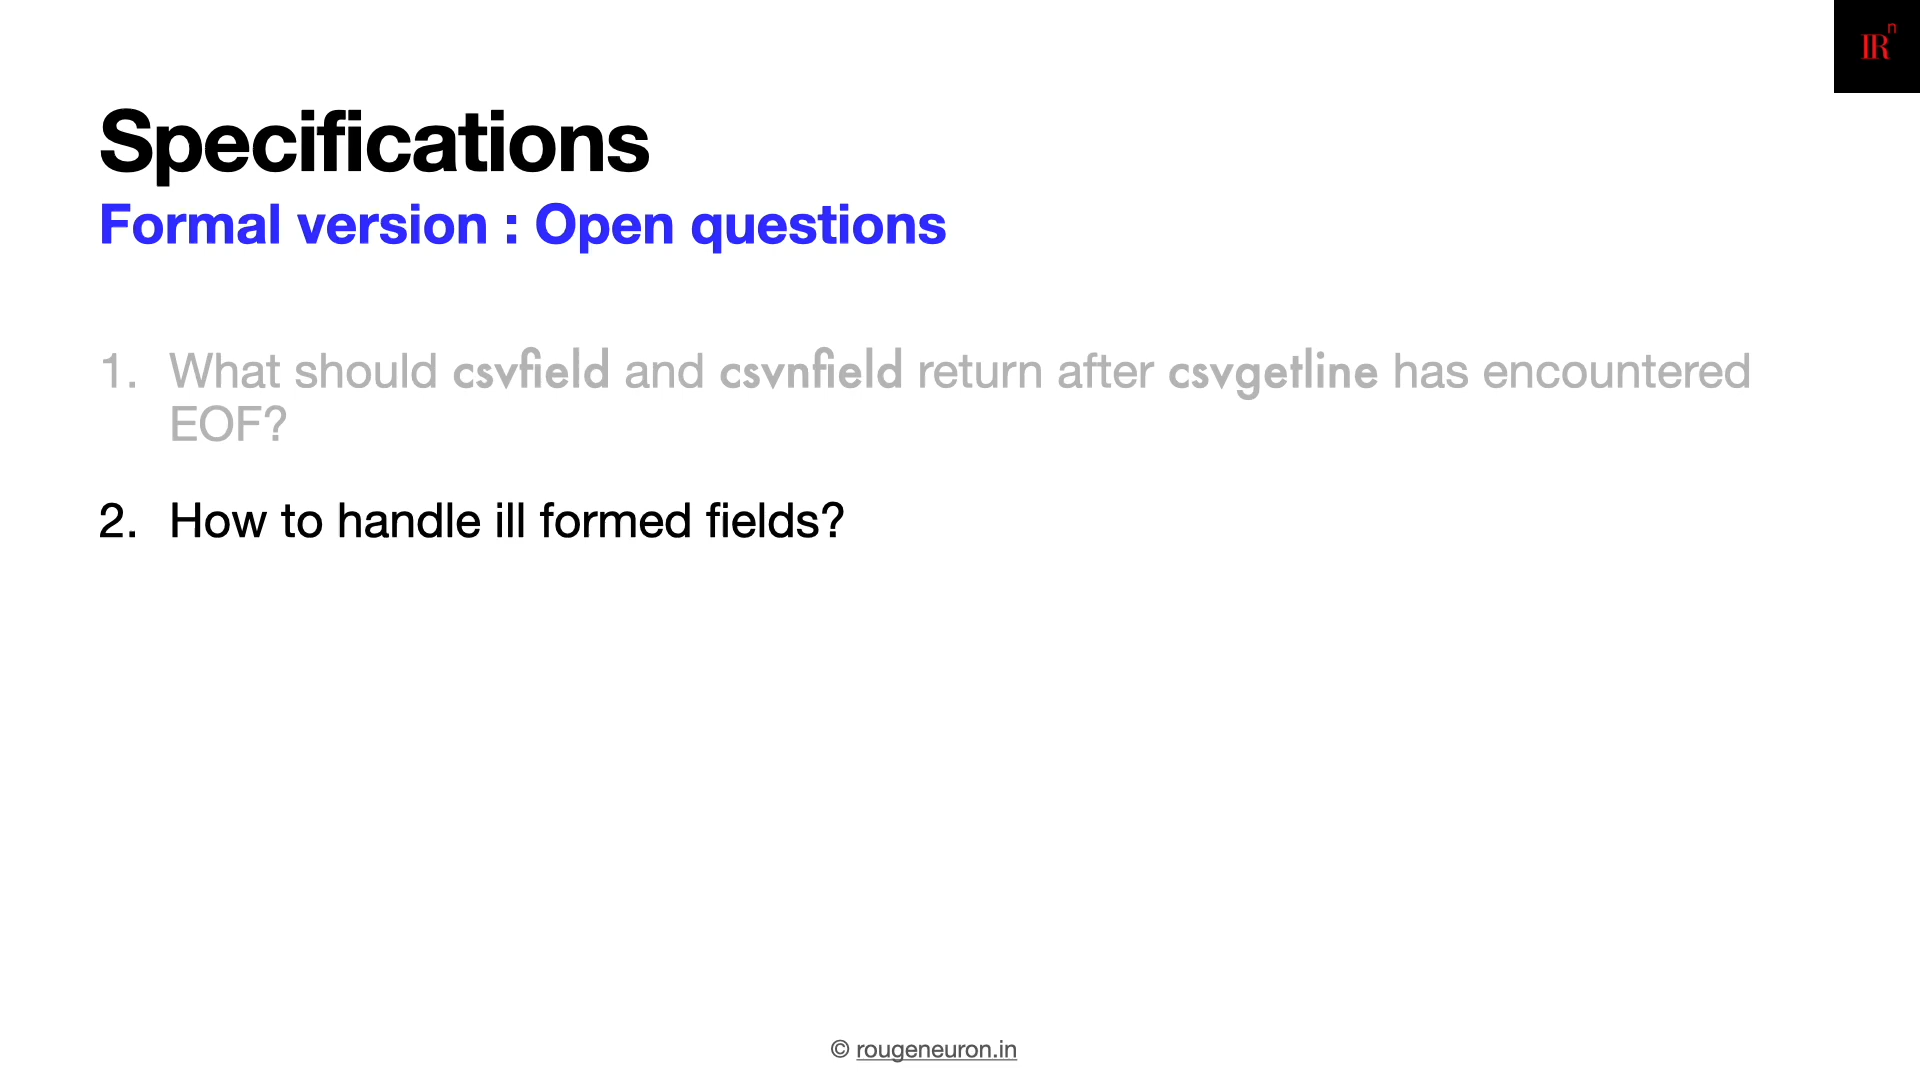 IRⁿ
Specifications
Formal version : Open questions
1. What should csvfield and csvnfield return after csvgetline has encountered
EOF?
2. How to handle ill formed fields?
© rougeneuron.in